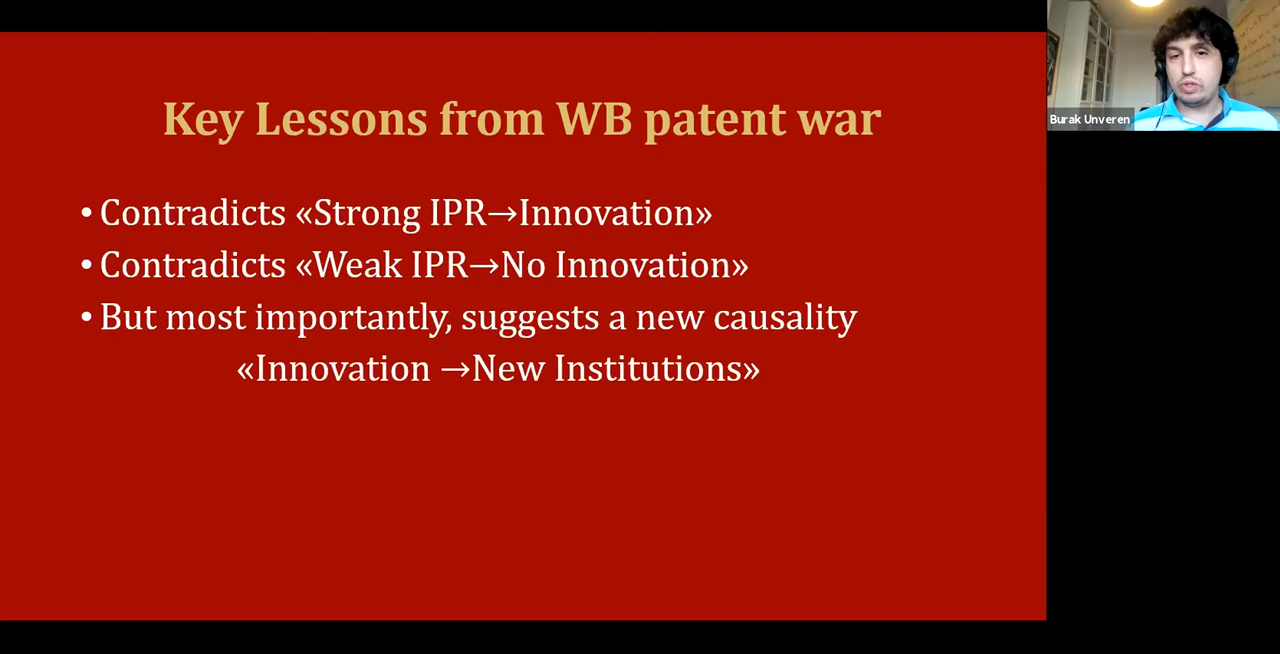 Key Lessons from WB patent war
• Contradicts «Strong IPR→Innovation»
• Contradicts «Weak IPR→No Innovation»
• But most importantly, suggests a new causality
«Innovation →New Institutions»
Burak Unveren